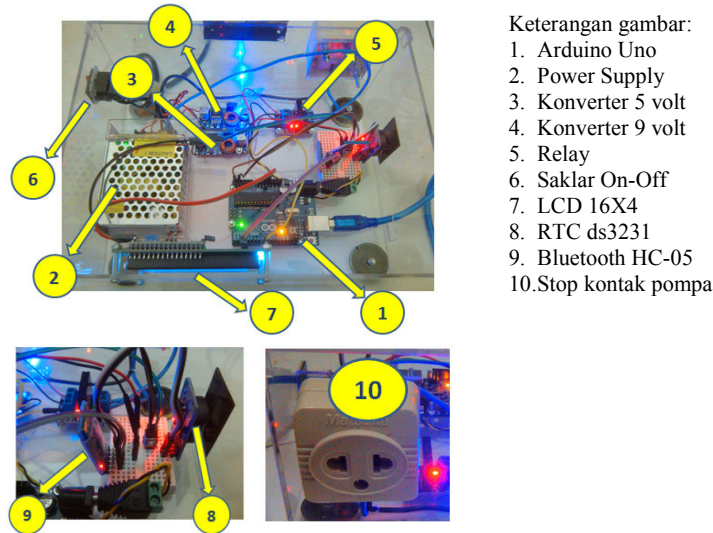 4
5
3
6
2
7
1
10
9
8
Keterangan gambar:
1. Arduino Uno
2. Power Supply
3. Konverter 5 volt
4. Konverter 9 volt
5. Relay
6. Saklar On-Off
7. LCD 16X4
8. RTC ds3231
9. Bluetooth HC-05
10.Stop kontak pompa